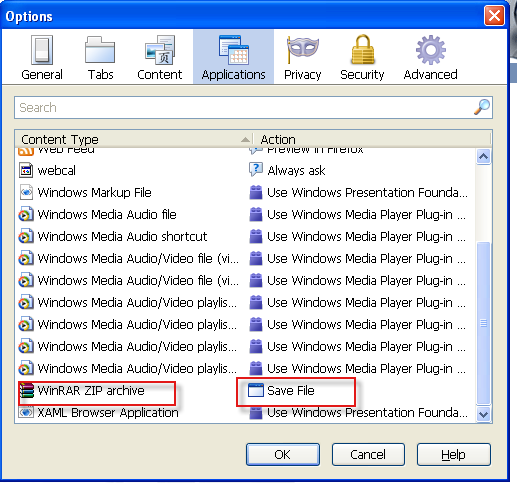 Options
General Tabs Content Applications Privacy Security Advanced
Search
Content Type Action
Web Feed Preview in Firefox
webcal Always ask
Windows Markup File Use Windows Presentation Founda...
Windows Media Audio file Use Windows Media Player Plug-in ...
Windows Media Audio shortcut Use Windows Media Player Plug-in ...
Windows Media Audio/Video file (vi... Use Windows Media Player Plug-in ...
Windows Media Audio/Video file (vi... Use Windows Media Player Plug-in ...
Windows Media Audio/Video playlis... Use Windows Media Player Plug-in ...
Windows Media Audio/Video playlis... Use Windows Media Player Plug-in ...
Windows Media Audio/Video playlis... Use Windows Media Player Plug-in ...
Windows Media Audio/Video playlis... Use Windows Media Player Plug-in ...
WinRAR ZIP archive Save File
XAML Browser Application Use Windows Presentation Founda...
OK Cancel Help